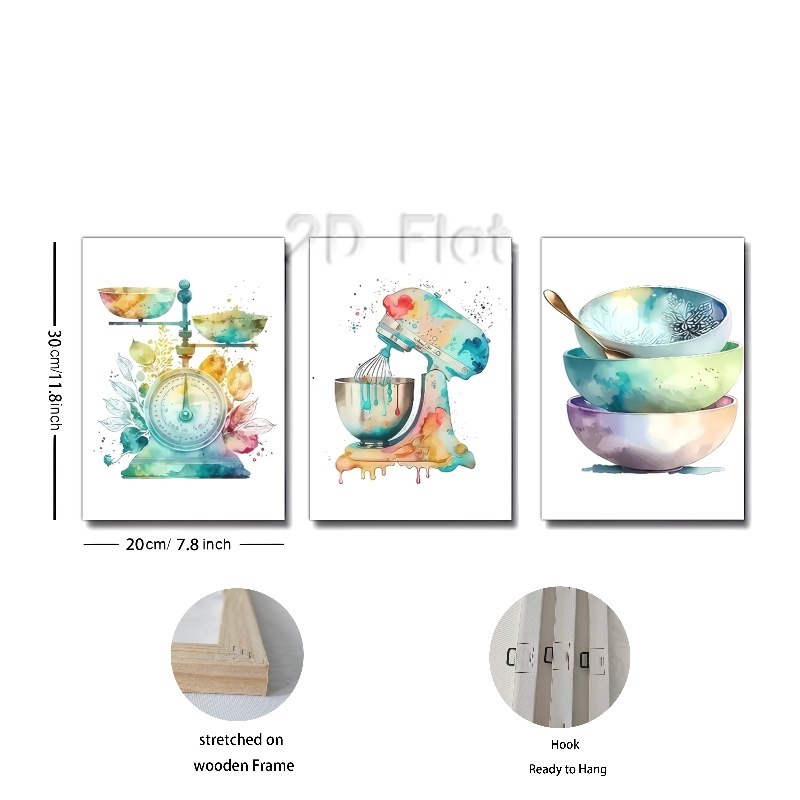 2D Flat
30cm/11.8inch
20cm/ 7.8 inch
stretched on
wooden Frame
Hook
Ready to Hang